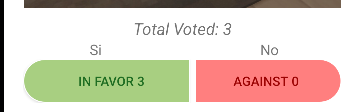 Total Voted: 3
Si No
IN FAVOR 3 AGAINST 0